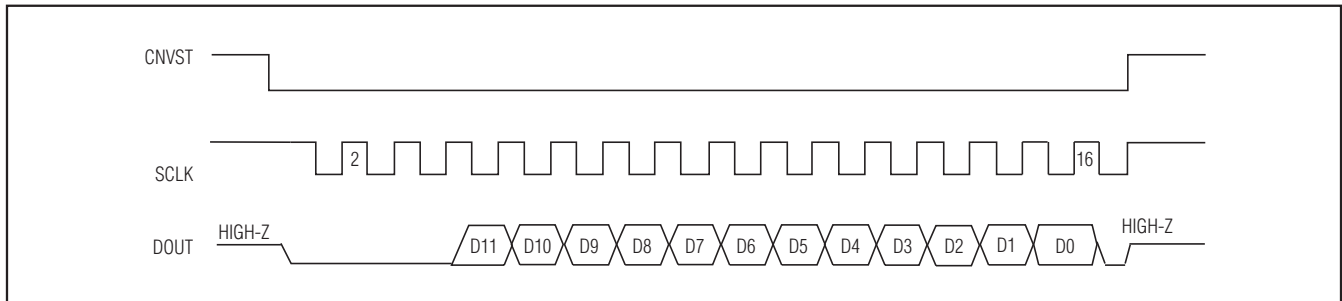 CNVST
SCLK
2
16
DOUT
HIGH-Z
D11
D10
D9
D8
D7
D6
D5
D4
D3
D2
D1
D0
HIGH-Z